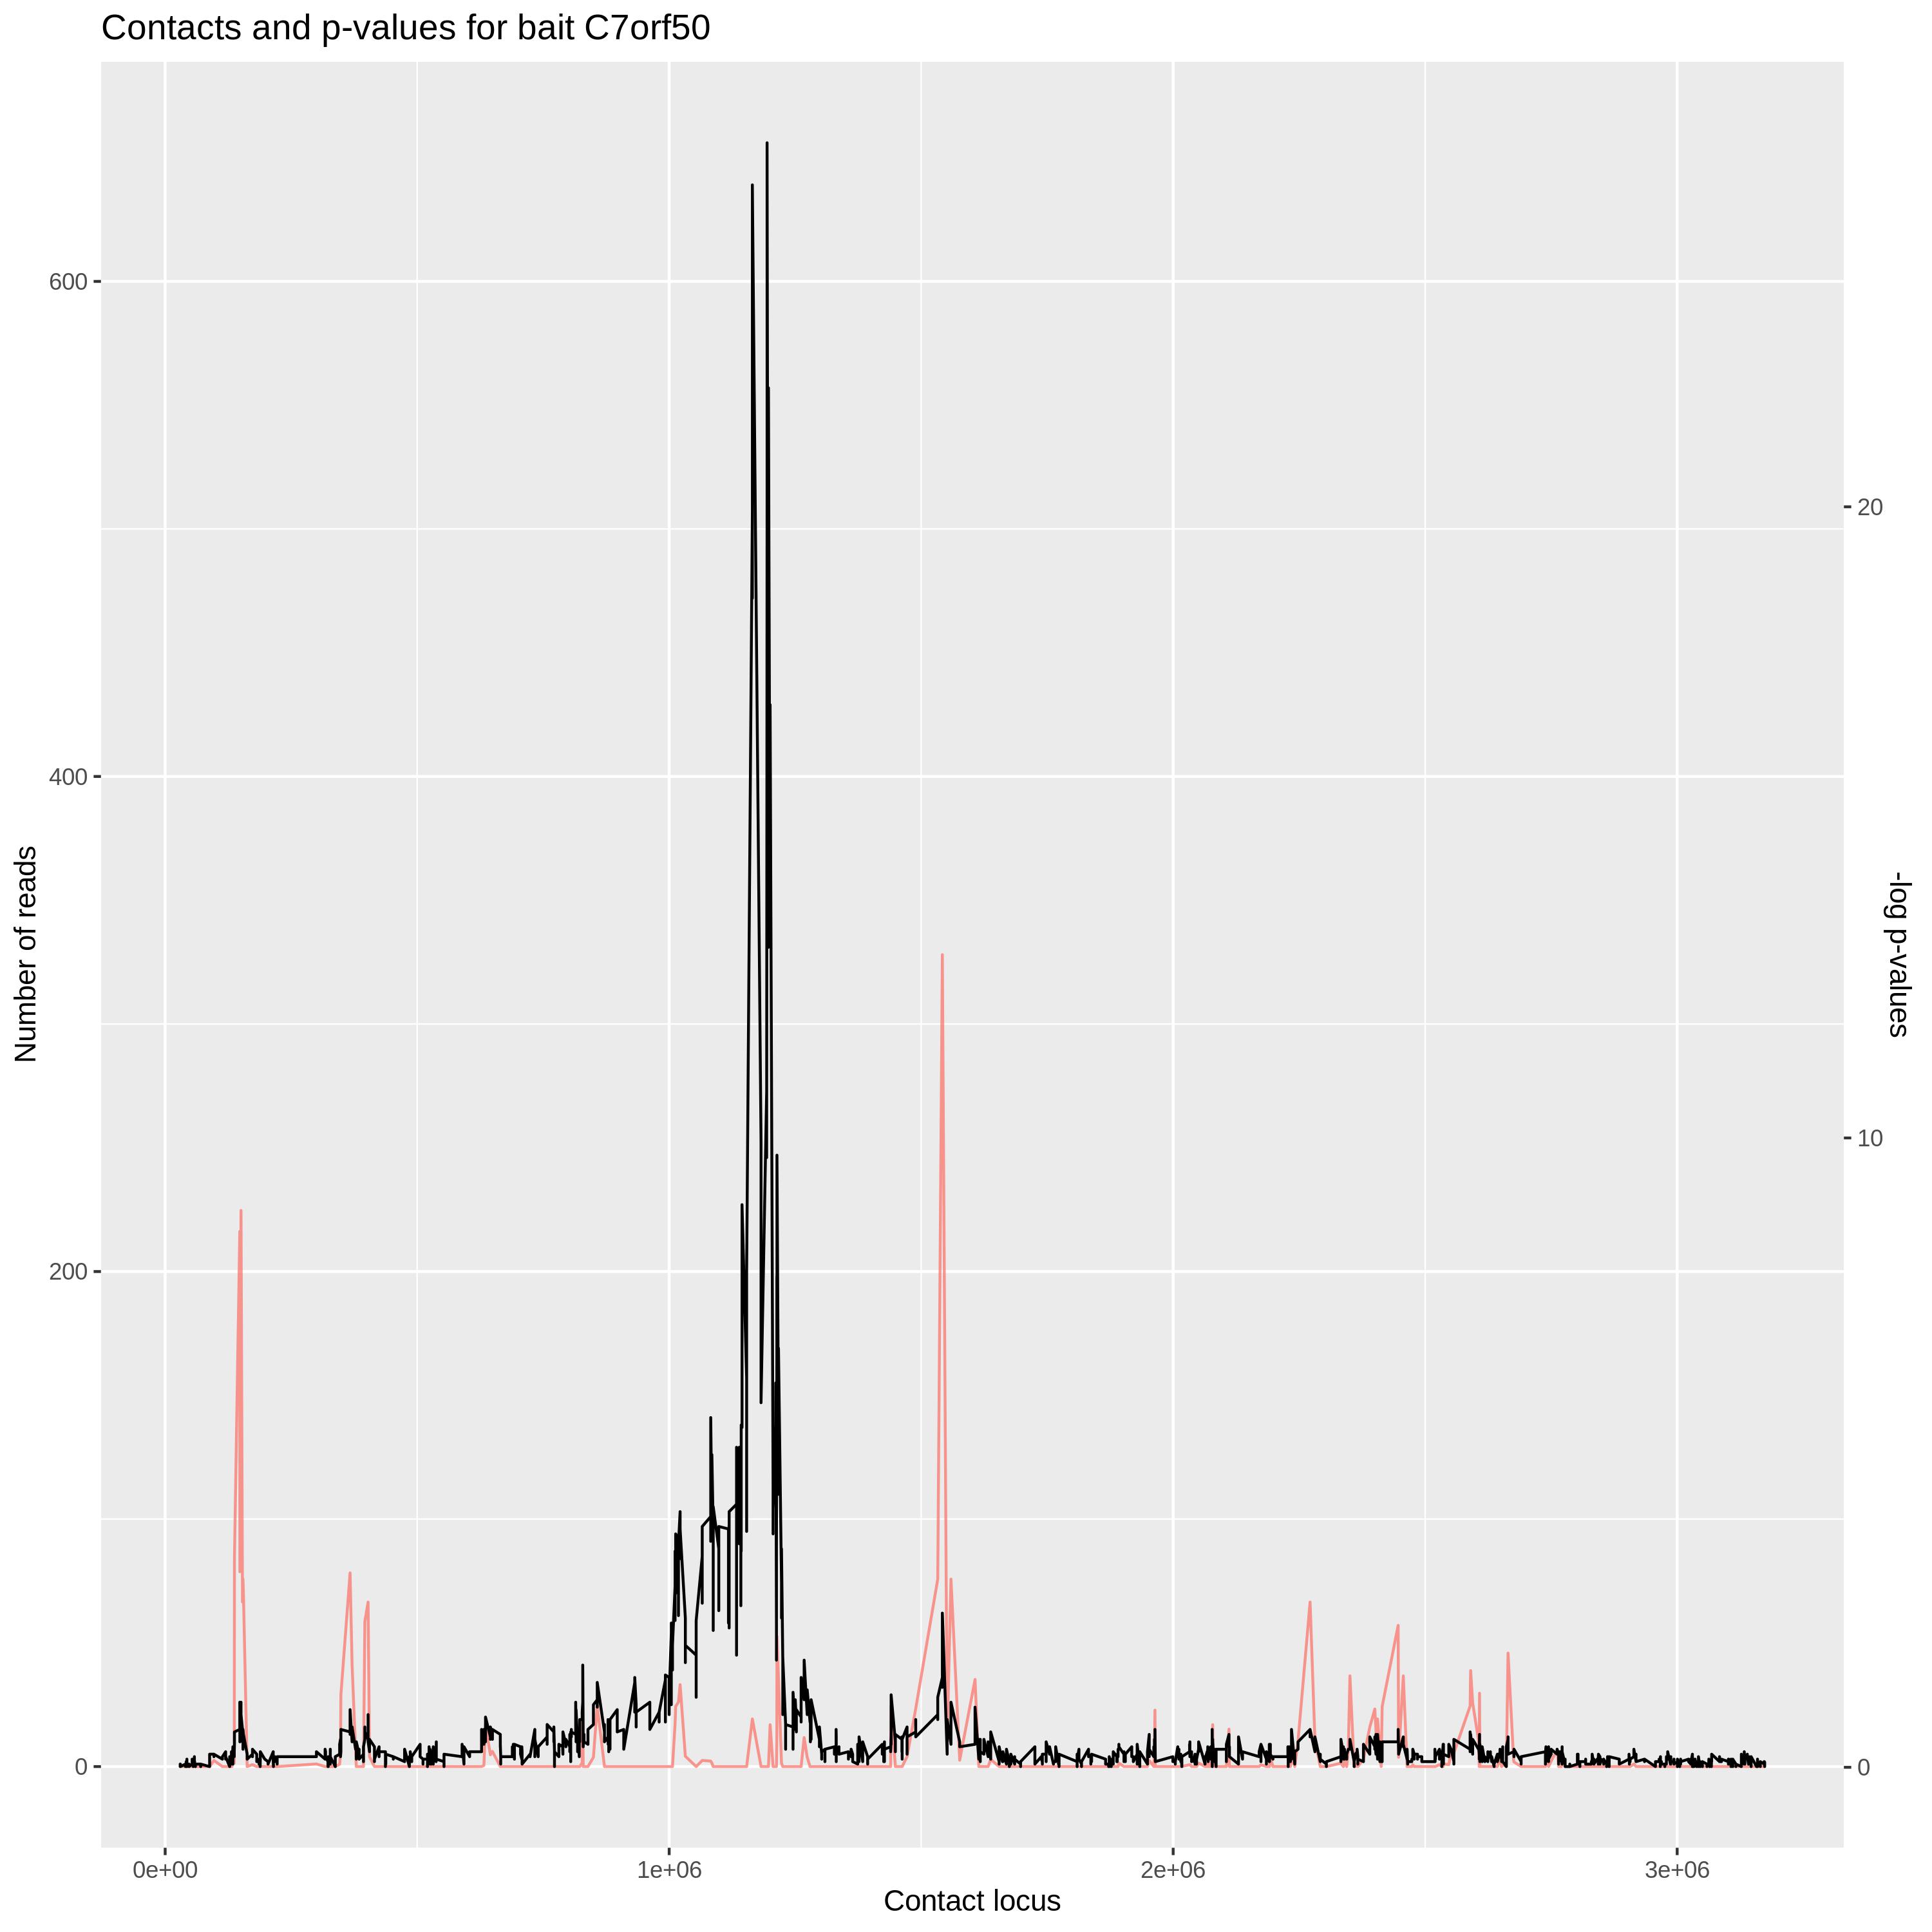 Contacts and p-values for bait C7orf50
600
400
200
0
Number of reads
20
10
0
-log p-values
0e+00
1e+06
2e+06
3e+06
Contact locus